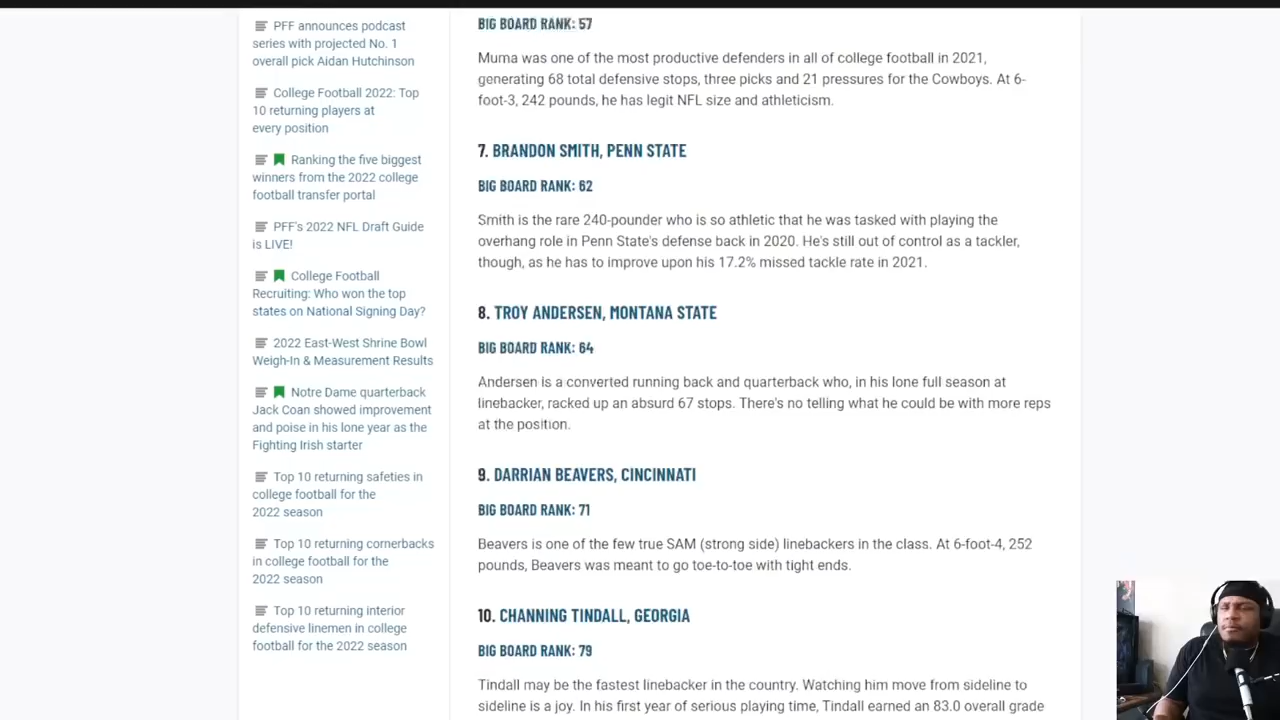 PFF announces podcast
series with projected No. 1
overall pick Aidan Hutchinson
College Football 2022: Top
10 returning players at
every position
Ranking the five biggest
winners from the 2022 college
football transfer portal
PFF's 2022 NFL Draft Guide
is LIVE!
College Football
Recruiting: Who won the top
states on National Signing Day?
2022 East-West Shrine Bowl
Weigh-In & Measurement Results
Notre Dame quarterback
Jack Coan showed improvement
and poise in his lone year as the
Fighting Irish starter
Top 10 returning safeties in
college football for the
2022 season
Top 10 returning cornerbacks
in college football for the
2022 season
Top 10 returning interior
defensive linemen in college
football for the 2022 season
BIG BOARD RANK: 57
Muma was one of the most productive defenders in all of college football in 2021,
generating 68 total defensive stops, three picks and 21 pressures for the Cowboys. At 6-
foot-3, 242 pounds, he has legit NFL size and athleticism.
7. BRANDON SMITH, PENN STATE
BIG BOARD RANK: 62
Smith is the rare 240-pounder who is so athletic that he was tasked with playing the
overhang role in Penn State's defense back in 2020. He's still out of control as a tackler,
though, as he has to improve upon his 17.2% missed tackle rate in 2021.
8. TROY ANDERSEN, MONTANA STATE
BIG BOARD RANK: 64
Andersen is a converted running back and quarterback who, in his lone full season at
linebacker, racked up an absurd 67 stops. There's no telling what he could be with more reps
at the position.
9. DARRIAN BEAVERS, CINCINNATI
BIG BOARD RANK: 71
Beavers is one of the few true SAM (strong side) linebackers in the class. At 6-foot-4, 252
pounds, Beavers was meant to go toe-to-toe with tight ends.
10. CHANNING TINDALL, GEORGIA
BIG BOARD RANK: 79
Tindall may be the fastest linebacker in the country. Watching him move from sideline to
sideline is a joy. In his first year of serious playing time, Tindall earned an 83.0 overall grade